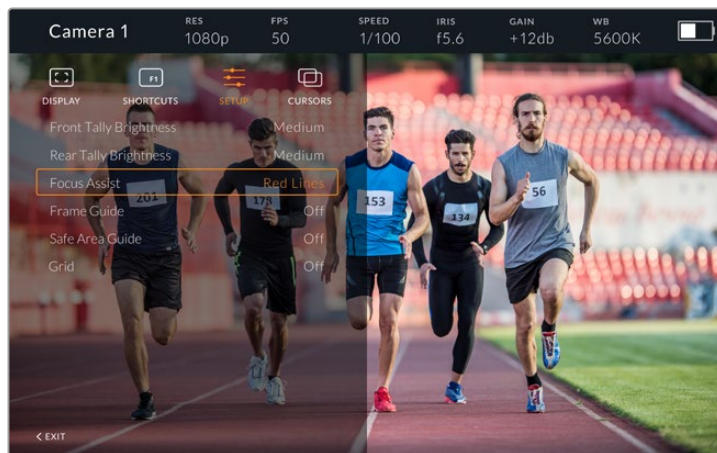 Camera 1
RES
1080p
FPS
50
SPEED
1/100
IRIS
f5.6
GAIN
+12db
WB
5600K
DISPLAY
F1
SHORTCUTS
SETUP
CURSORS
Front Tally Brightness Medium
Rear Tally Brightness Medium
Focus Assist Red Lines
Frame Guide Off
Safe Area Guide Off
Grid Off
201
178
153
134
56
< EXIT